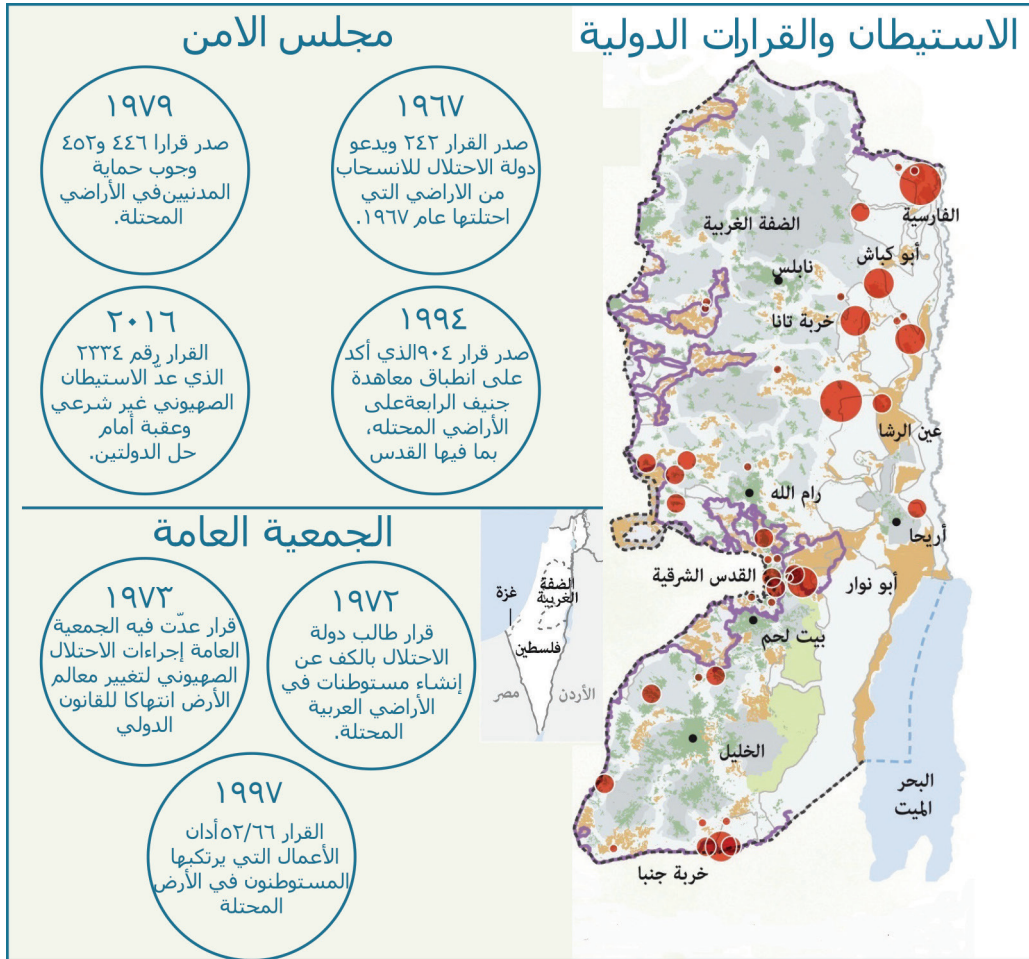 الاستيطان والقرارات الدولية
مجلس الامن
١٩٦٧
صدر القرار ٢٤٢ ويدعو
دولة الاحتلال للانسحاب
من الاراضي التي
احتلتها عام ١٩٦٧.
١٩٧٩
صدر قرارا ٤٤٦ و٤٥٢
وجوب حماية
المدنيين في الأراضي
المحتلة.
١٩٩٤
صدر قرار ٩٠٤الذي أكد
على انطباق معاهدة
جنيف الرابعةعلى
الأراضي المحتله،
بما فيها القدس
٢٠١٦
القرار رقم ٢٣٣٤
الذي عدّ الاستيطان
الصهيوني غير شرعي
وعقبة أمام
حل الدولتين.
الجمعية العامة
١٩٧٢
قرار طالب دولة
الاحتلال بالكف عن
إنشاء مستوطنات في
الأراضي العربية
المحتلة.
١٩٧٣
قرار عدّت فيه الجمعية
العامة إجراءات الاحتلال
الصهيوني لتغيير معالم
الأرض انتهاكا للقانون
الدولي
١٩٩٧
القرار ٥٢/٦٦أدان
الأعمال التي يرتكبها
المستوطنون في الأرض
المحتلة
الفارسية
الضفة الغربية
أبو كباش
نابلس
خربة تانا
عين الرشا
رام الله
أريحا
القدس الشرقية
أبو نوار
بيت لحم
الخليل
البحر
الميت
خربة جنبا
الضفة
الغربية
غزة
فلسطين
مصر
الأردن